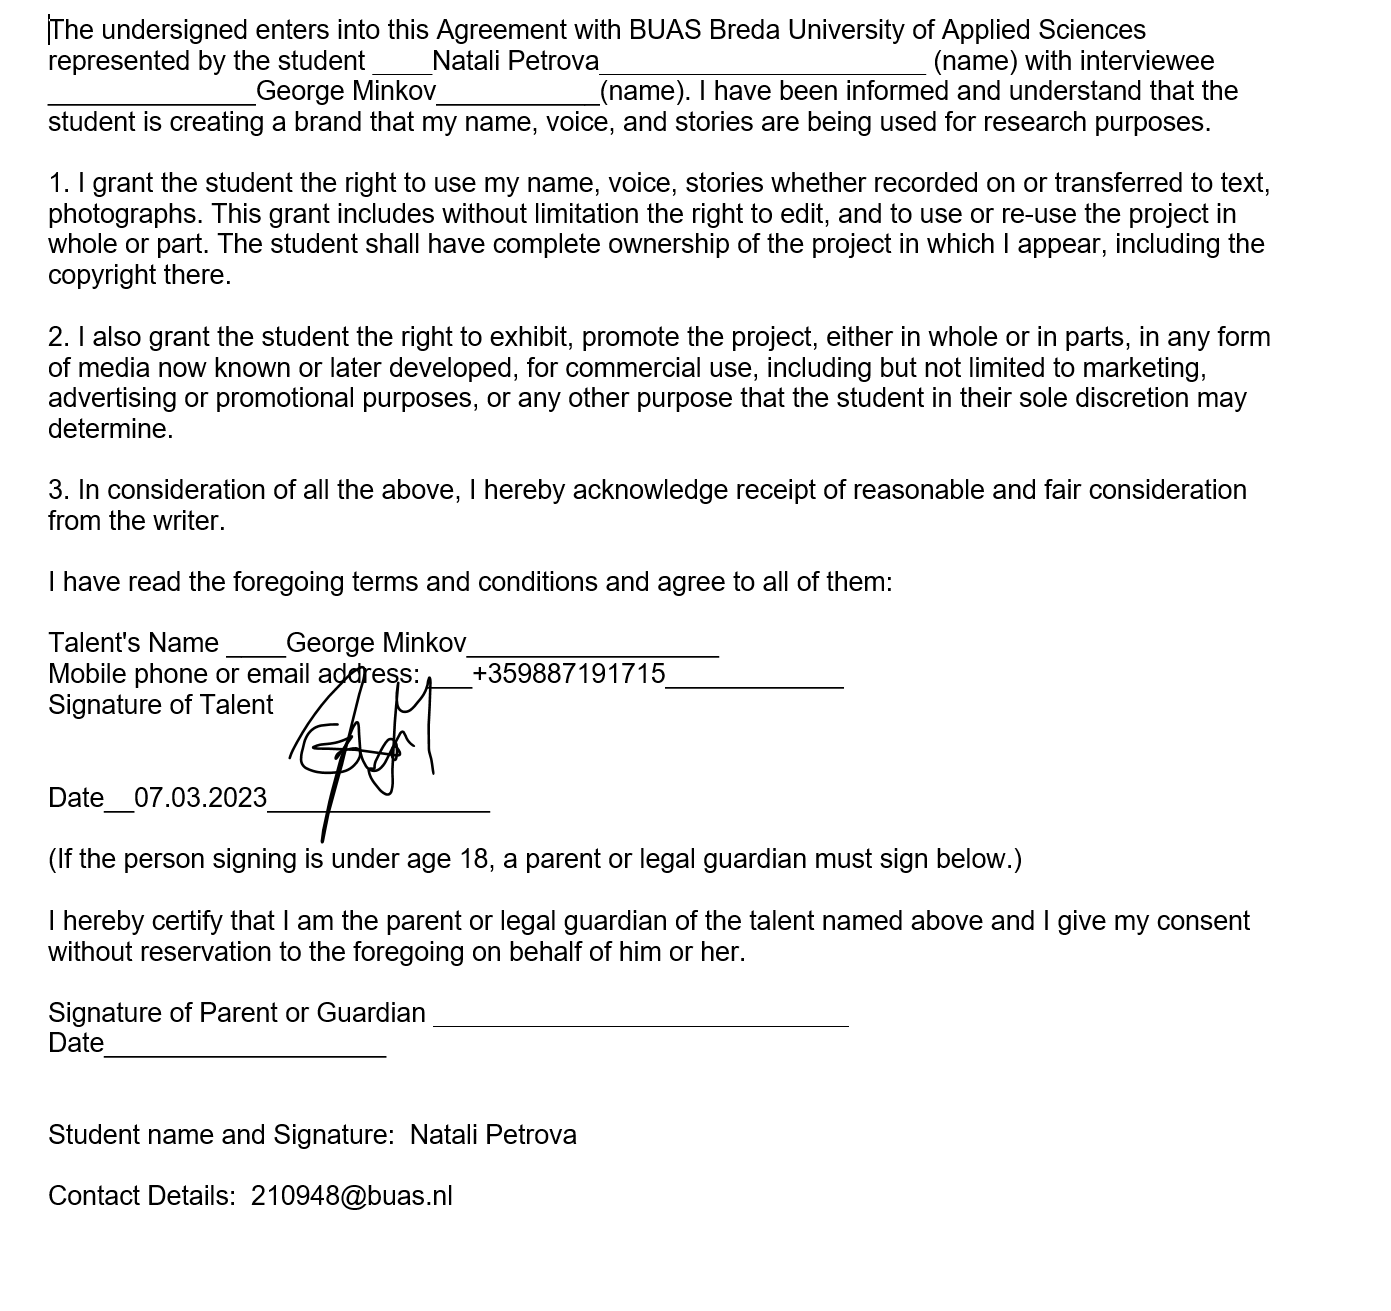 The undersigned enters into this Agreement with BUAS Breda University of Applied Sciences
represented by the student ____Natali Petrova______________________ (name) with interviewee
______________George Minkov___________(name). I have been informed and understand that the
student is creating a brand that my name, voice, and stories are being used for research purposes.
1. I grant the student the right to use my name, voice, stories whether recorded on or transferred to text,
photographs. This grant includes without limitation the right to edit, and to use or re-use the project in
whole or part. The student shall have complete ownership of the project in which I appear, including the
copyright there.
2. I also grant the student the right to exhibit, promote the project, either in whole or in parts, in any form
of media now known or later developed, for commercial use, including but not limited to marketing,
advertising or promotional purposes, or any other purpose that the student in their sole discretion may
determine.
3. In consideration of all the above, I hereby acknowledge receipt of reasonable and fair consideration
from the writer.
I have read the foregoing terms and conditions and agree to all of them:
Talent's Name ____George Minkov_________________
Mobile phone or email address: ___+359887191715____________
Signature of Talent
Date__07.03.2023_______________
(If the person signing is under age 18, a parent or legal guardian must sign below.)
I hereby certify that I am the parent or legal guardian of the talent named above and I give my consent
without reservation to the foregoing on behalf of him or her.
Signature of Parent or Guardian ____________________________
Date___________________
Student name and Signature: Natali Petrova
Contact Details: 210948@buas.nl